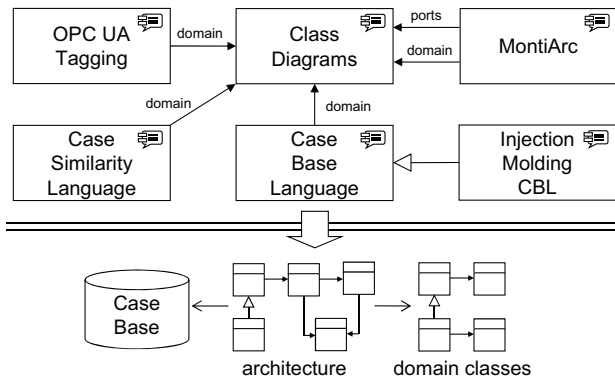 OPC UA
Tagging
domain
Class
Diagrams
ports
domain
MontiArc
domain
domain
Case
Similarity
Language
Case
Base
Language
Injection
Molding
CBL
Case
Base
architecture
domain classes